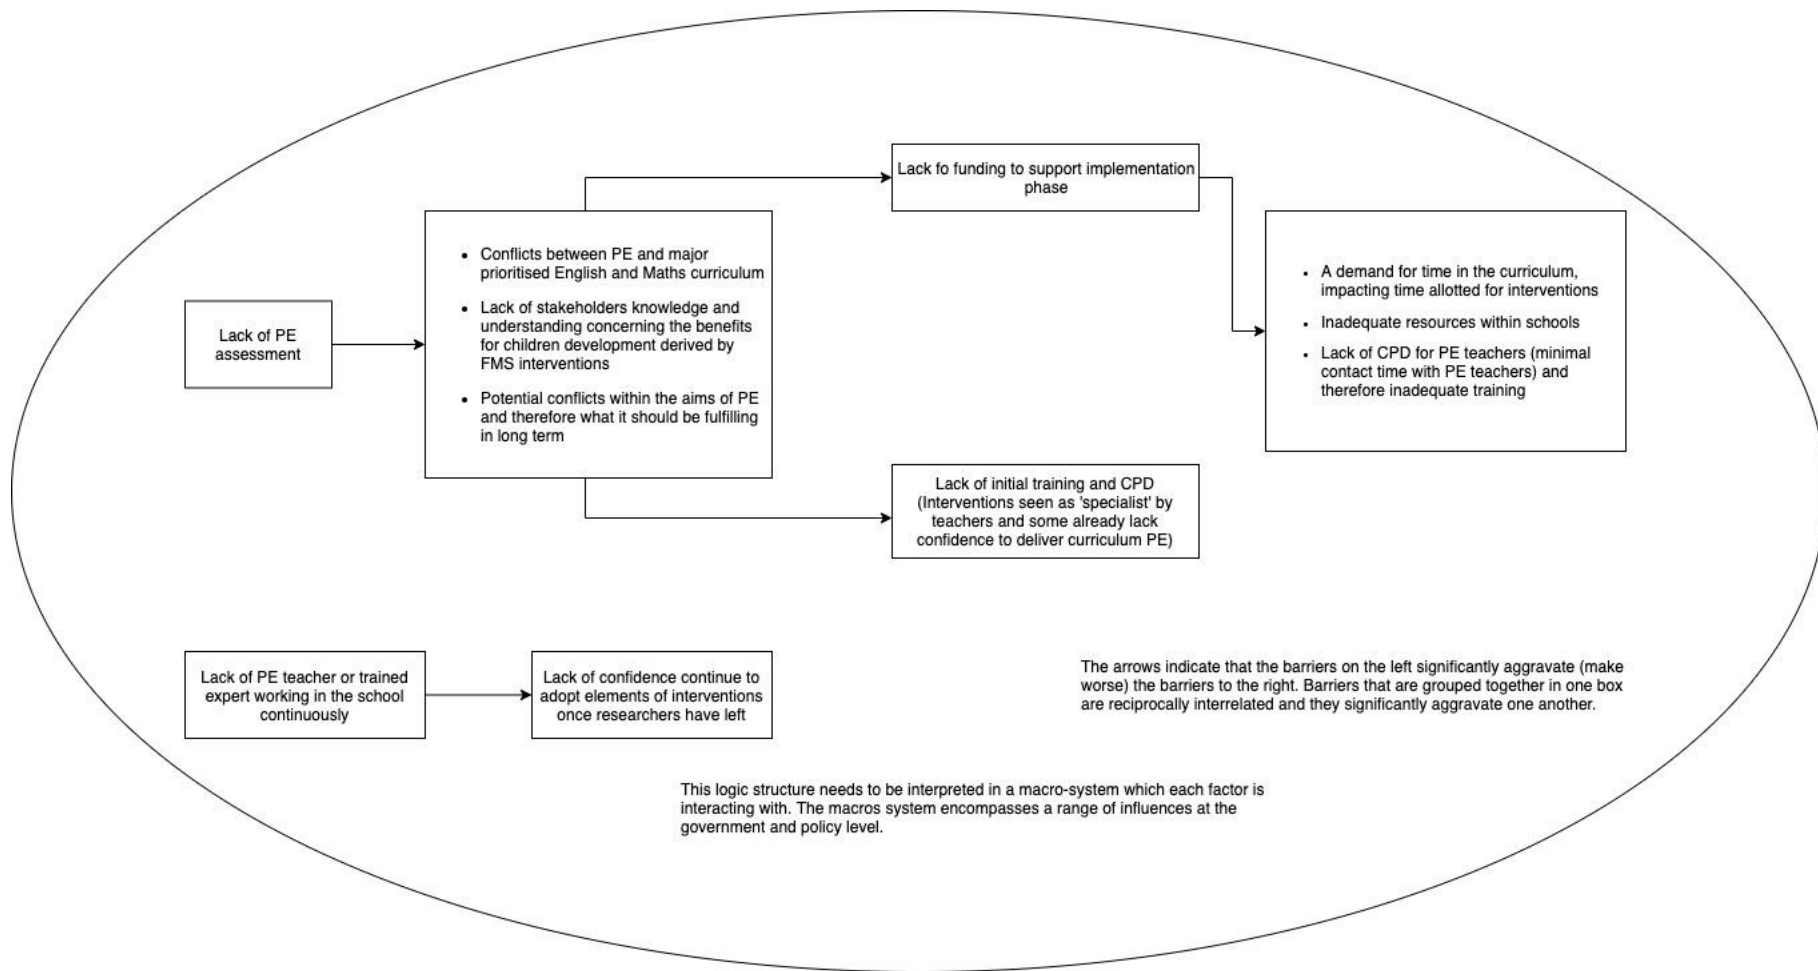 Lack fo funding to support implementation
phase
• Conflicts between PE and major
prioritised English and Maths curriculum
• Lack of stakeholders knowledge and
understanding concerning the benefits
for children development derived by
FMS interventions
• Potential conflicts within the aims of PE
and therefore what it should be fulfilling
in long term
• A demand for time in the curriculum,
impacting time allotted for interventions
• Inadequate resources within schools
• Lack of CPD for PE teachers (minimal
contact time with PE teachers) and
therefore inadequate training
Lack of PE
assessment
Lack of initial training and CPD
(Interventions seen as 'specialist' by
teachers and some already lack
confidence to deliver curriculum PE)
Lack of PE teacher or trained
expert working in the school
continuously
Lack of confidence continue to
adopt elements of interventions
once researchers have left
The arrows indicate that the barriers on the left significantly aggravate (make
worse) the barriers to the right. Barriers that are grouped together in one box
are reciprocally interrelated and they significantly aggravate one another.
This logic structure needs to be interpreted in a macro-system which each factor is
interacting with. The macros system encompasses a range of influences at the
government and policy level.